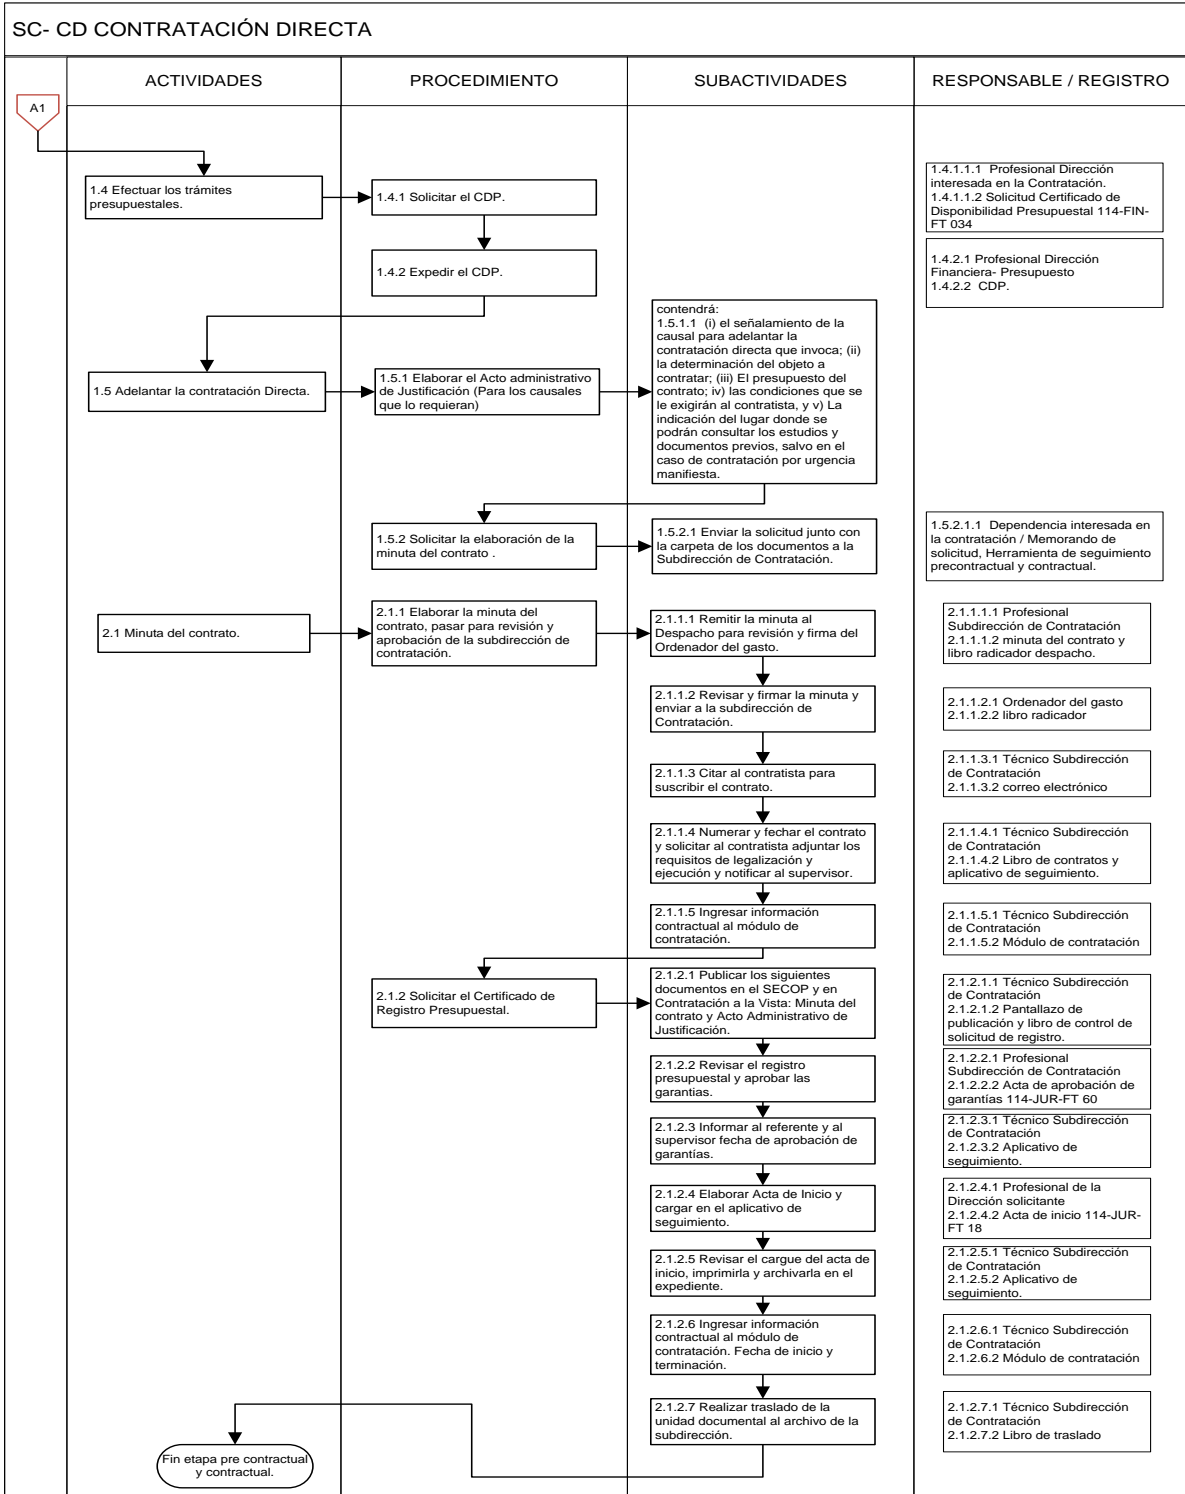 SC- CD CONTRATACIÓN DIRECTA
ACTIVIDADES
PROCEDIMIENTO
SUBACTIVIDADES
RESPONSABLE / REGISTRO
A1
1.4 Efectuar los trámites
presupuestales.
1.4.1 Solicitar el CDP.
1.4.1.1.1  Profesional Dirección
interesada en la Contratación.
1.4.1.1.2 Solicitud Certificado de
Disponibilidad Presupuestal 114-FIN-
FT 034
1.4.2 Expedir el CDP.
1.4.2.1 Profesional Dirección
Financiera- Presupuesto
1.4.2.2  CDP.
1.5 Adelantar la contratación Directa.
1.5.1 Elaborar el Acto administrativo
de Justificación (Para los causales
que lo requieran)
contendrá:
1.5.1.1  (i) el señalamiento de la
causal para adelantar la
contratación directa que invoca; (ii)
la determinación del objeto a
contratar; (iii) El presupuesto del
contrato; iv) las condiciones que se
le exigirán al contratista, y v) La
indicación del lugar donde se
podrán consultar los estudios y
documentos previos, salvo en el
caso de contratación por urgencia
manifiesta.
1.5.2 Solicitar la elaboración de la
minuta del contrato .
1.5.2.1 Enviar la solicitud junto con
la carpeta de los documentos a la
Subdirección de Contratación.
1.5.2.1.1  Dependencia interesada en
la contratación / Memorando de
solicitud, Herramienta de seguimiento
precontractual y contractual.
2.1 Minuta del contrato.
2.1.1 Elaborar la minuta del
contrato, pasar para revisión y
aprobación de la subdirección de
contratación.
2.1.1.1 Remitir la minuta al
Despacho para revisión y firma del
Ordenador del gasto.
2.1.1.1.1 Profesional
Subdirección de Contratación
2.1.1.1.2 minuta del contrato y
libro radicador despacho.
2.1.1.2 Revisar y firmar la minuta y
enviar a la subdirección de
Contratación.
2.1.1.2.1 Ordenador del gasto
2.1.1.2.2 libro radicador
2.1.1.3 Citar al contratista para
suscribir el contrato.
2.1.1.3.1 Técnico Subdirección
de Contratación
2.1.1.3.2 correo electrónico
2.1.1.4 Numerar y fechar el contrato
y solicitar al contratista adjuntar los
requisitos de legalización y
ejecución y notificar al supervisor.
2.1.1.4.1 Técnico Subdirección
de Contratación
2.1.1.4.2 Libro de contratos y
aplicativo de seguimiento.
2.1.1.5 Ingresar información
contractual al módulo de
contratación.
2.1.1.5.1 Técnico Subdirección
de Contratación
2.1.1.5.2 Módulo de contratación
2.1.2 Solicitar el Certificado de
Registro Presupuestal.
2.1.2.1 Publicar los siguientes
documentos en el SECOP y en
Contratación a la Vista: Minuta del
contrato y Acto Administrativo de
Justificación.
2.1.2.1.1 Técnico Subdirección
de Contratación
2.1.2.1.2 Pantallazo de
publicación y libro de control de
solicitud de registro.
2.1.2.2 Revisar el registro
presupuestal y aprobar las
garantias.
2.1.2.2.1 Profesional
Subdirección de Contratación
2.1.2.2.2 Acta de aprobación de
garantías 114-JUR-FT 60
2.1.2.3 Informar al referente y al
supervisor fecha de aprobación de
garantías.
2.1.2.3.1 Técnico Subdirección
de Contratación
2.1.2.3.2 Aplicativo de
seguimiento.
2.1.2.4 Elaborar Acta de Inicio y
cargar en el aplicativo de
seguimiento.
2.1.2.4.1 Profesional de la
Dirección solicitante
2.1.2.4.2 Acta de inicio 114-JUR-
FT 18
2.1.2.5 Revisar el cargue del acta de
inicio, imprimirla y archivarla en el
expediente.
2.1.2.5.1 Técnico Subdirección
de Contratación
2.1.2.5.2 Aplicativo de
seguimiento.
2.1.2.6 Ingresar información
contractual al módulo de
contratación. Fecha de inicio y
terminación.
2.1.2.6.1 Técnico Subdirección
de Contratación
2.1.2.6.2 Módulo de contratación
2.1.2.7 Realizar traslado de la
unidad documental al archivo de la
subdirección.
2.1.2.7.1 Técnico Subdirección
de Contratación
2.1.2.7.2 Libro de traslado
Fin etapa pre contractual
y contractual.